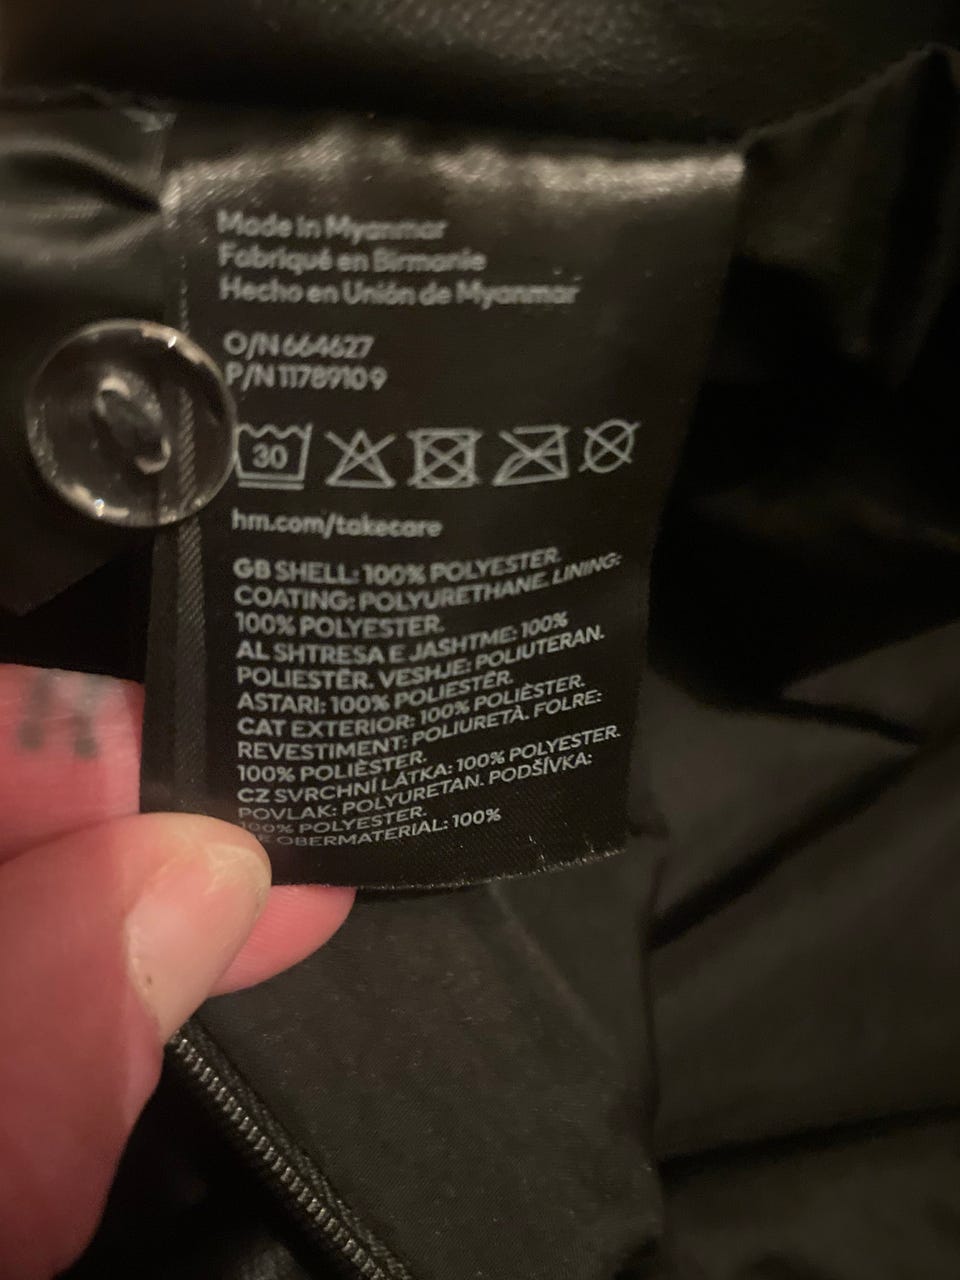 Made in Myanmar
Fabriqué en Birmanie
Hecho en Unión de Myanmar
O/N 664627
P/N 11789109
30
hm.com/takecare
GB SHELL: 100% POLYESTER.
COATING: POLYURETHANE. LINING:
100% POLYESTER.
AL SHTRESA E JASHTME: 100%
POLIESTËR. VESHJE: POLIUTERAN.
ASTARI: 100% POLIESTËR.
CAT EXTERIOR: 100% POLIÈSTER.
REVESTIMENT: POLIURETÀ. FOLRE:
100% POLIÈSTER.
CZ SVRCHNÍ LÁTKA: 100% POLYESTER.
POVLAK: POLYURETAN. PODŠÍVKA:
100% POLYESTER.
OBERMATERIAL: 100%